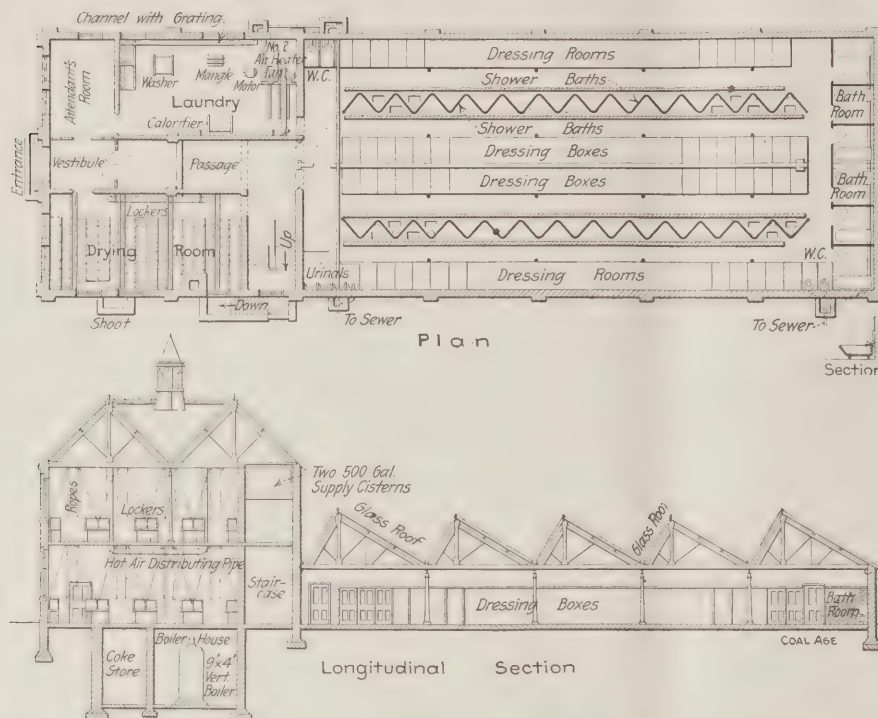 Channel with Grating
Attendant's
Room
Washer
Mangle
Motor
No. 2
Air Heater
Fan
W.C.
Laundry
Calorifier
Dressing Rooms
Shower Baths
Shower Baths
Dressing Boxes
Dressing Boxes
Bath
Room
Bath
Room
Entrance
Vestibule
Passage
Lockers
Drying Room
Up
Urinals
Dressing Rooms
W.C.
Shoot
Down
To Sewer
To Sewer
Plan
Section
Two 500 Gal.
Supply Cisterns
Ropes
Lockers
Glass Roof
Glass Roof
Hot Air Distributing Pipe
Stair-
case
Dressing Boxes
Bath
Room
Coke
Store
Boiler House
9'x4'
Vert.
Boiler
COAL AGE
Longitudinal Section